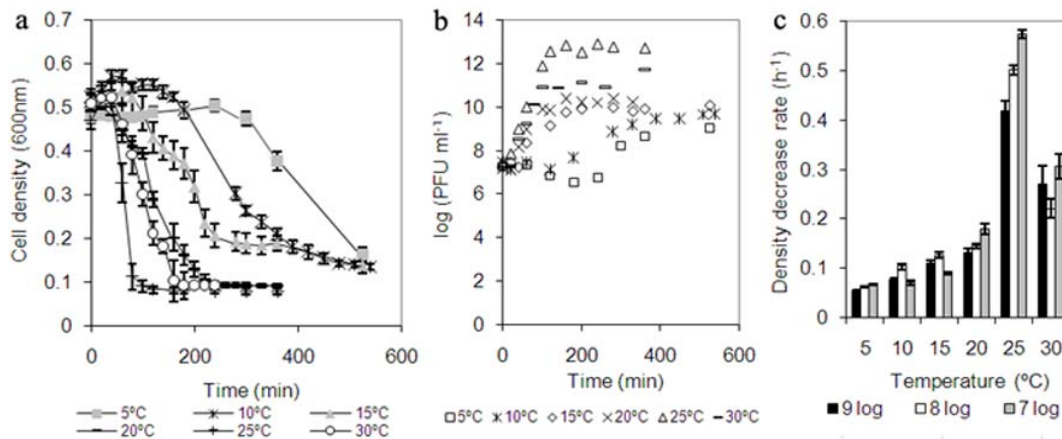 a
Cell density (600nm)
0.7
0.6
0.5
0.4
0.3
0.2
0.1
0
0 200 400 600
Time (min)
5ºC 10ºC 15ºC
20ºC 25ºC 30ºC
b
log (PFU ml⁻¹)
14
12
10
8
6
4
2
0
0 200 400 600
Time (min)
5ºC 10ºC 15ºC 20ºC 25ºC 30ºC
c
Density decrease rate (h⁻¹)
0.6
0.5
0.4
0.3
0.2
0.1
0
5 10 15 20 25 30
Temperature (ºC)
9 log 8 log 7 log